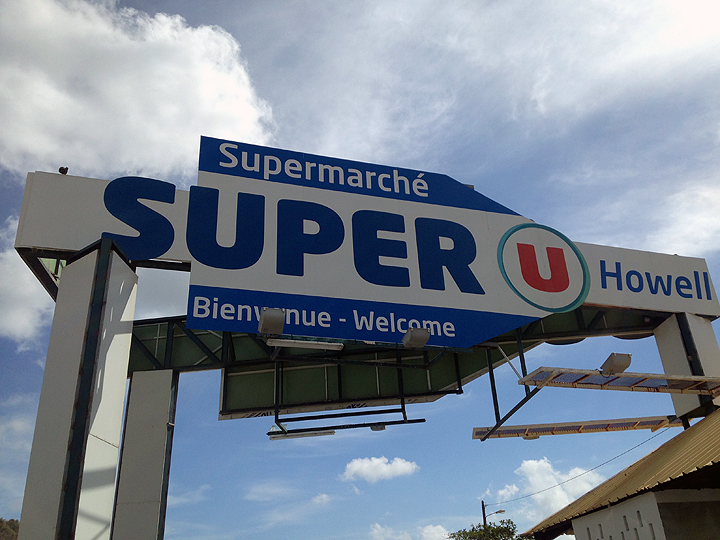 Supermarché
SUPER U Howell
Bienvenue - Welcome